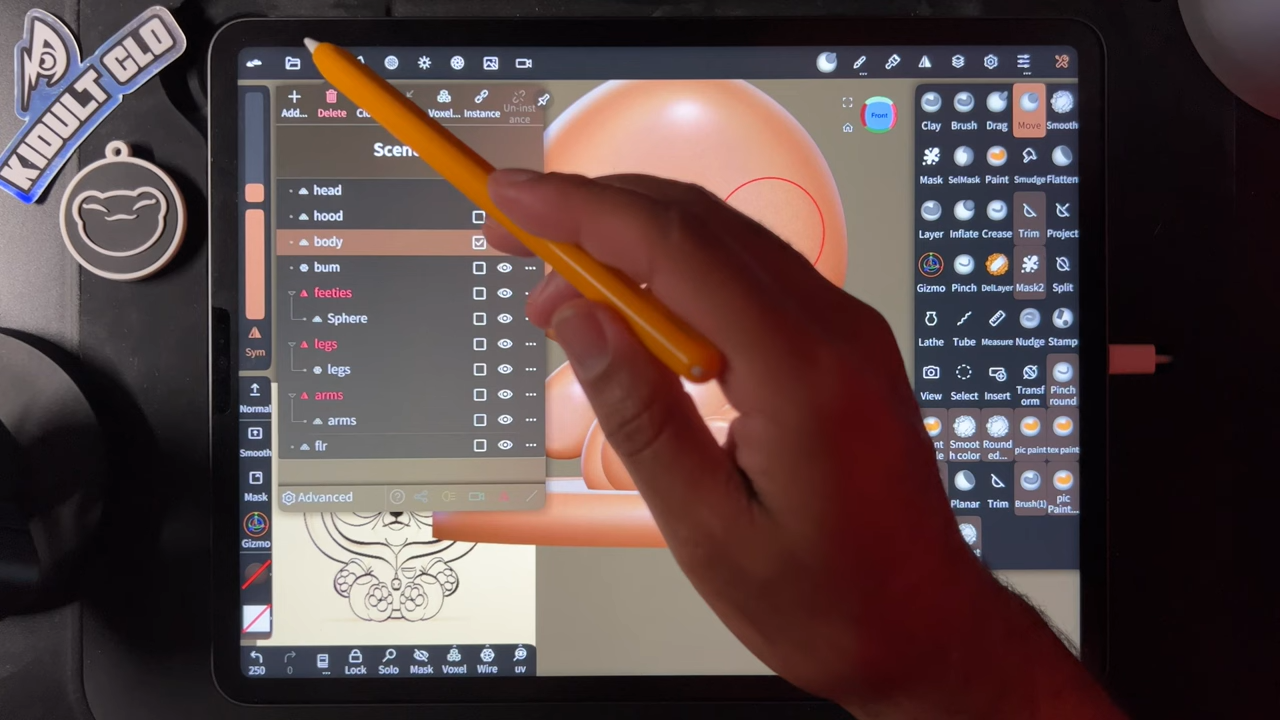 KIDULT CLO
Front
Add...
Delete
Voxel...
Instance
Un-inst
ance
head
hood
body
bum
feeties
Sphere
legs
legs
arms
arms
flr
Advanced
Sym
Normal
Smooth
Mask
Gizmo
250
0
...
Lock
Solo
Mask
Voxel
Wire
uv
Clay
Brush
Drag
Move
Smooth
Mask
SelMask
Paint
Smudge
Flatten
Layer
Inflate
Crease
Trim
Project
Gizmo
Pinch
DelLayer
Mask2
Split
Lathe
Tube
Measure
Nudge
Stamp
View
Select
Insert
Transf
orm
Pinch
round
Smoot
h color
Round
ed...
pic paint
tex paint
Planar
Trim
Brush(1)
pic
Paint...